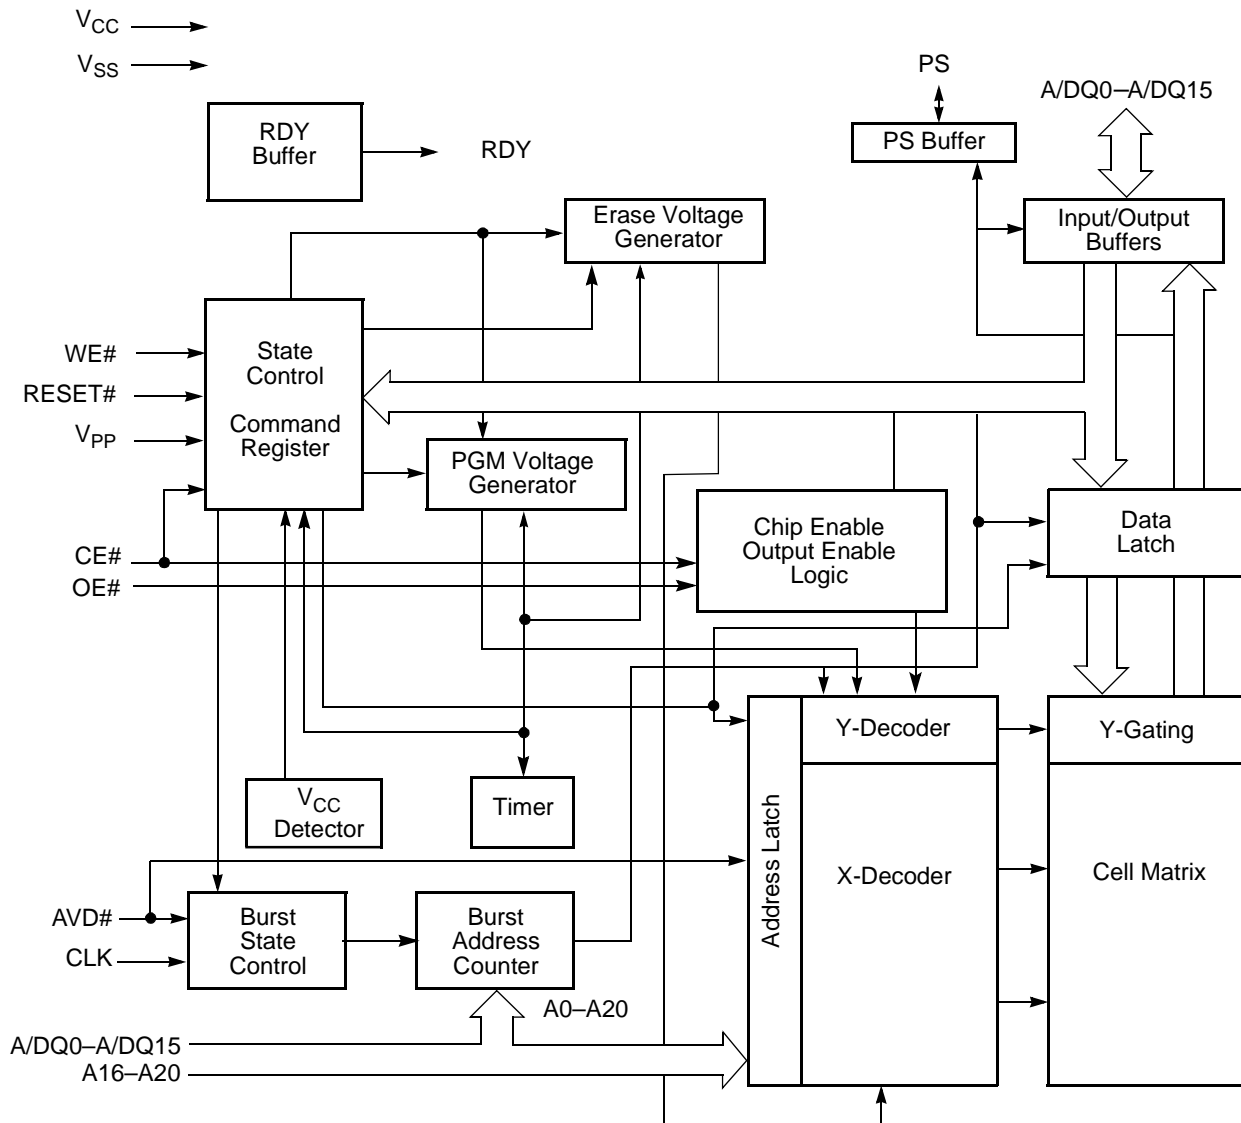 VCC
VSS
PS
A/DQ0–A/DQ15
RDY
Buffer
RDY
PS Buffer
Erase Voltage
Generator
Input/Output
Buffers
WE#
RESET#
VPP
CE#
OE#
State
Control
Command
Register
PGM Voltage
Generator
Chip Enable
Output Enable
Logic
Data
Latch
VCC
Detector
Timer
Address Latch
Y-Decoder
Y-Gating
X-Decoder
Cell Matrix
AVD#
CLK
Burst
State
Control
Burst
Address
Counter
A0–A20
A/DQ0–A/DQ15
A16–A20